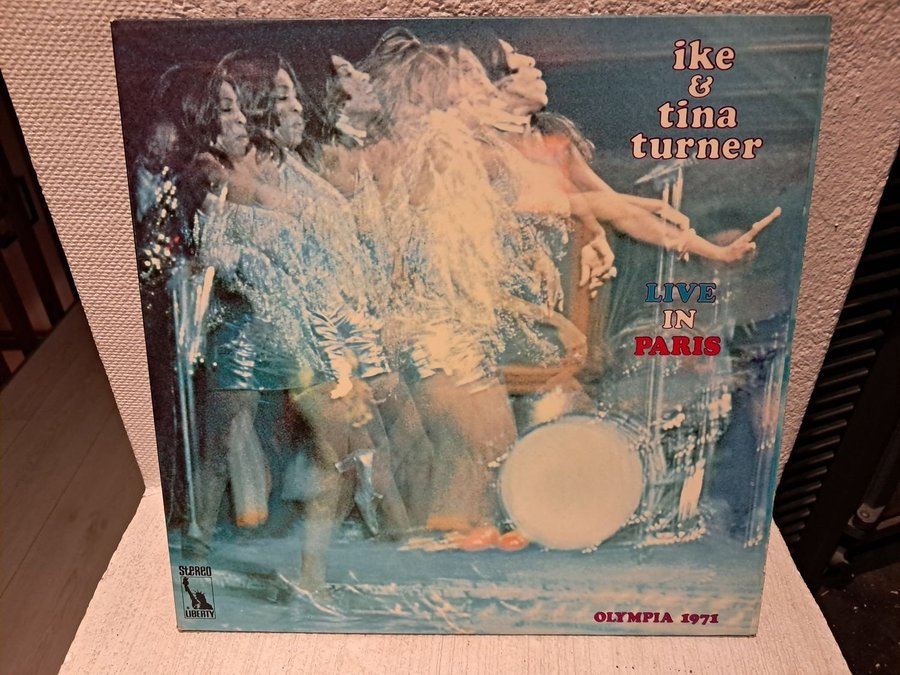 ike
&
tina
turner
LIVE
IN
PARIS
STEREO
LIBERTY
OLYMPIA 1971